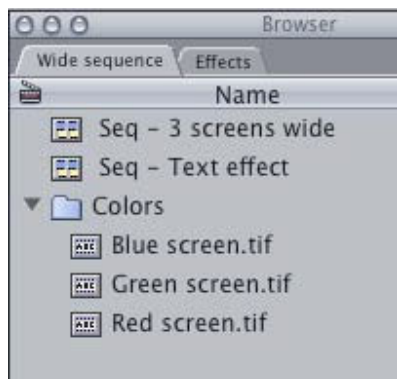 Browser
Wide sequence Effects
Name
Seq – 3 screens wide
Seq – Text effect
Colors
Blue screen.tif
Green screen.tif
Red screen.tif